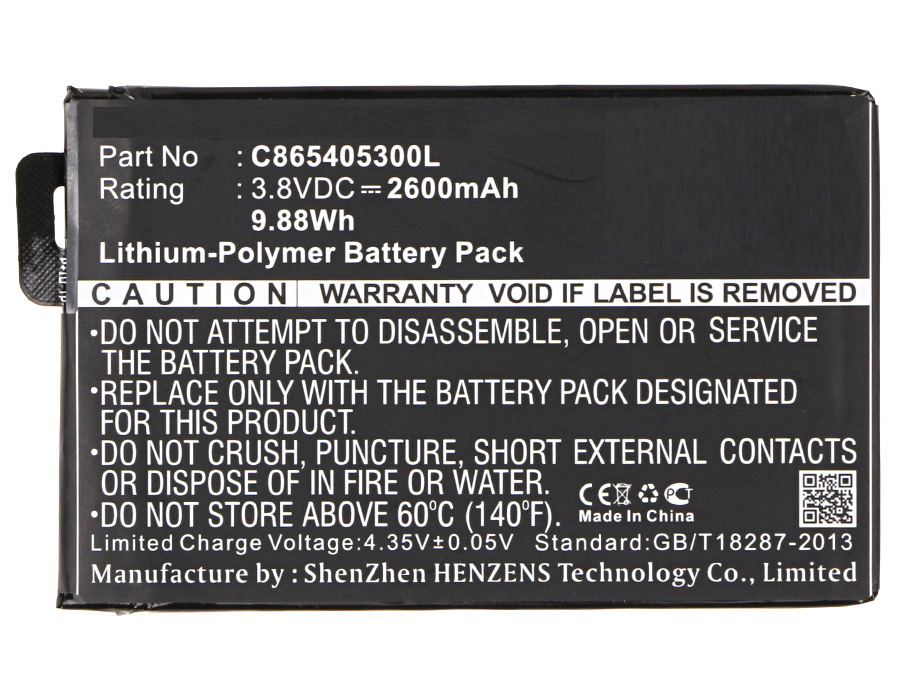 Part No : C865405300L
Rating : 3.8VDC⎓2600mAh
9.88Wh
Lithium-Polymer Battery Pack
CAUTION WARRANTY VOID IF LABEL IS REMOVED
•DO NOT ATTEMPT TO DISASSEMBLE, OPEN OR SERVICE
THE BATTERY PACK.
•REPLACE ONLY WITH THE BATTERY PACK DESIGNATED
FOR THIS PRODUCT.
•DO NOT CRUSH, PUNCTURE, SHORT EXTERNAL CONTACTS
OR DISPOSE OF IN FIRE OR WATER.
•DO NOT STORE ABOVE 60°C (140°F).
CE PCT
Made In China
Limited Charge Voltage:4.35V±0.05V Standard:GB/T18287-2013
Manufacture by : ShenZhen HENZENS Technology Co., Limited